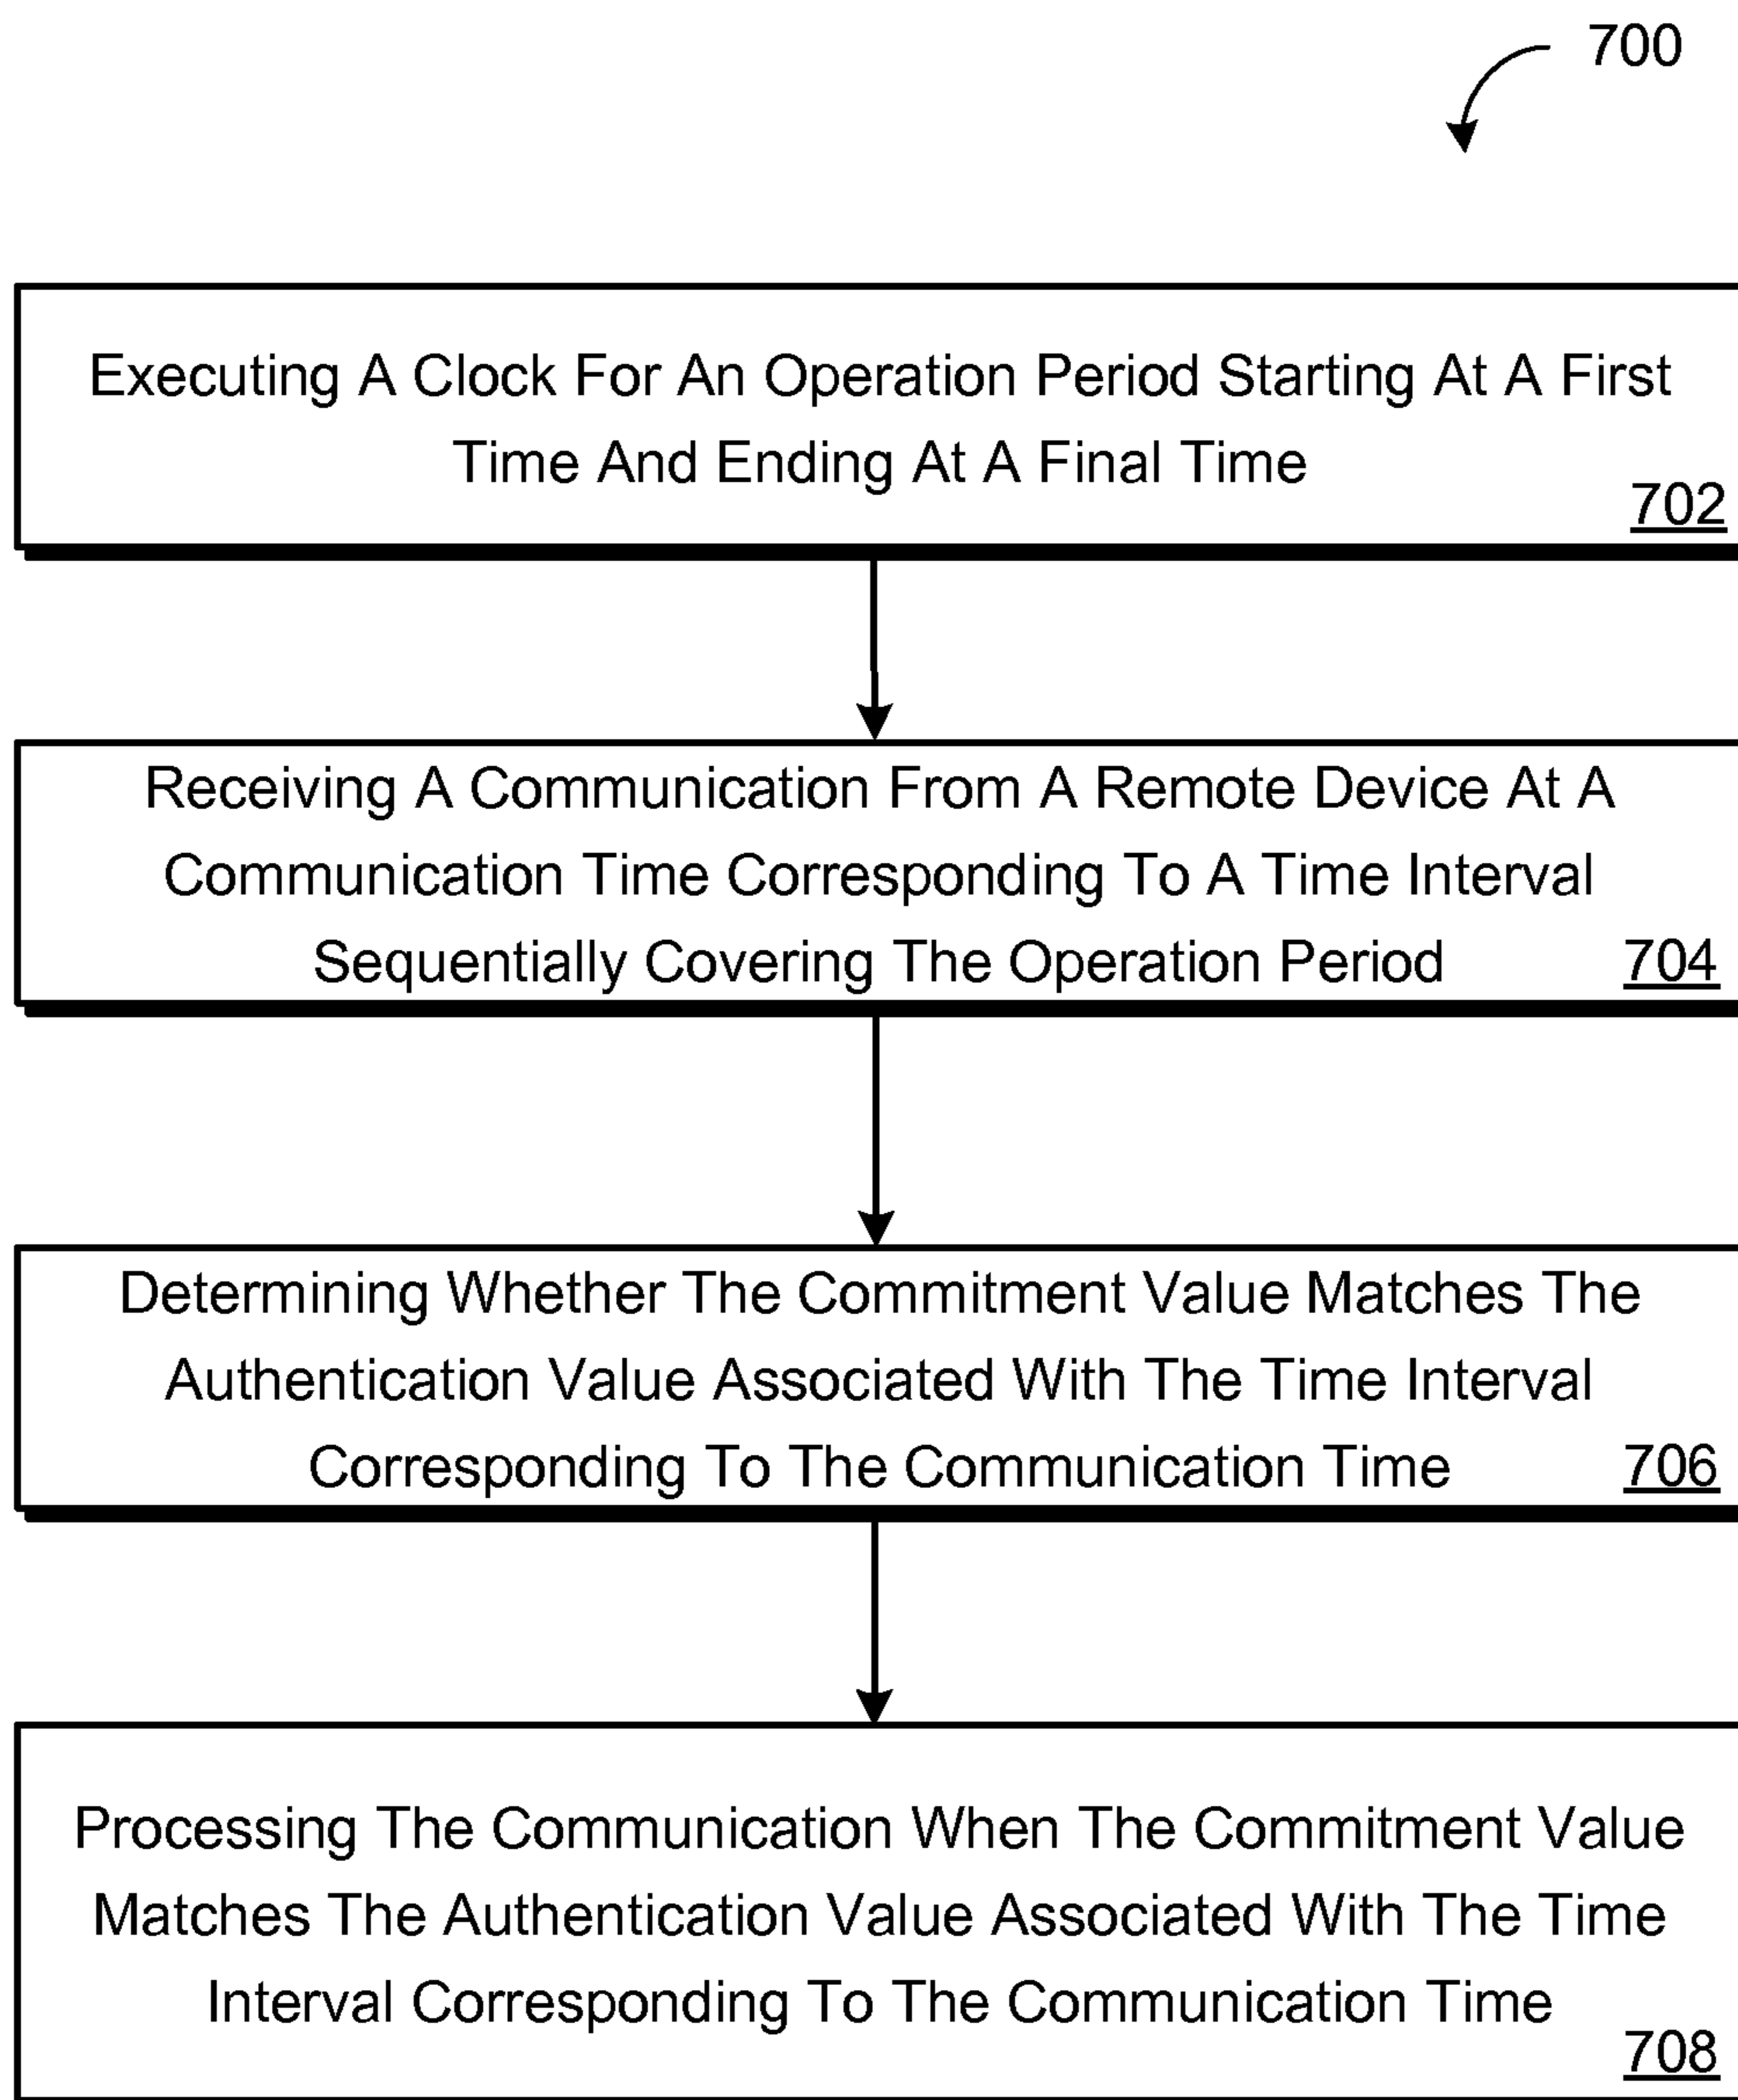 700
Executing A Clock For An Operation Period Starting At A First
Time And Ending At A Final Time
702
Receiving A Communication From A Remote Device At A
Communication Time Corresponding To A Time Interval
Sequentially Covering The Operation Period
704
Determining Whether The Commitment Value Matches The
Authentication Value Associated With The Time Interval
Corresponding To The Communication Time
706
Processing The Communication When The Commitment Value
Matches The Authentication Value Associated With The Time
Interval Corresponding To The Communication Time
708